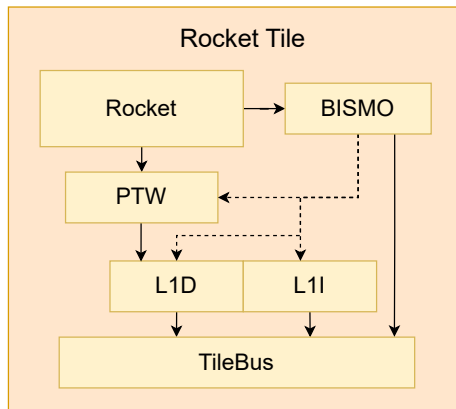 Rocket Tile
Rocket
BISMO
PTW
L1D
L1I
TileBus